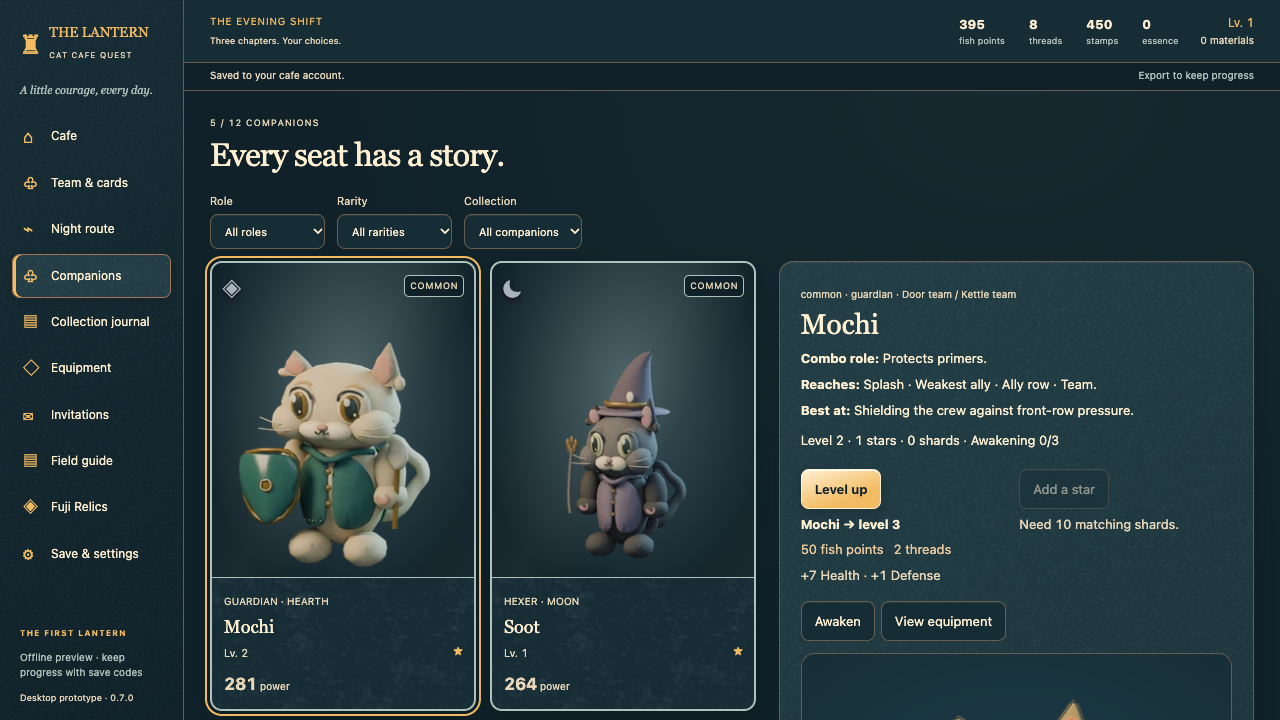 THE LANTERN
CAT CAFE QUEST
A little courage, every day.
Cafe
Team & cards
Night route
Companions
Collection journal
Equipment
Invitations
Field guide
Fuji Relics
Save & settings
THE FIRST LANTERN
Offline preview · keep
progress with save codes
Desktop prototype · 0.7.0
THE EVENING SHIFT
Three chapters. Your choices.
395 fish points
8 threads
450 stamps
0 essence
Lv. 1
0 materials
Saved to your cafe account.
Export to keep progress
5 / 12 COMPANIONS
Every seat has a story.
Role
Rarity
Collection
All roles
All rarities
All companions
COMMON
GUARDIAN · HEARTH
Mochi
Lv. 2
281 power
COMMON
HEXER · MOON
Soot
Lv. 1
264 power
common · guardian · Door team / Kettle team
Mochi
Combo role: Protects primers.
Reaches: Splash · Weakest ally · Ally row · Team.
Best at: Shielding the crew against front-row pressure.
Level 2 · 1 stars · 0 shards · Awakening 0/3
Level up
Mochi → level 3
50 fish points 2 threads
+7 Health · +1 Defense
Add a star
Need 10 matching shards.
Awaken
View equipment